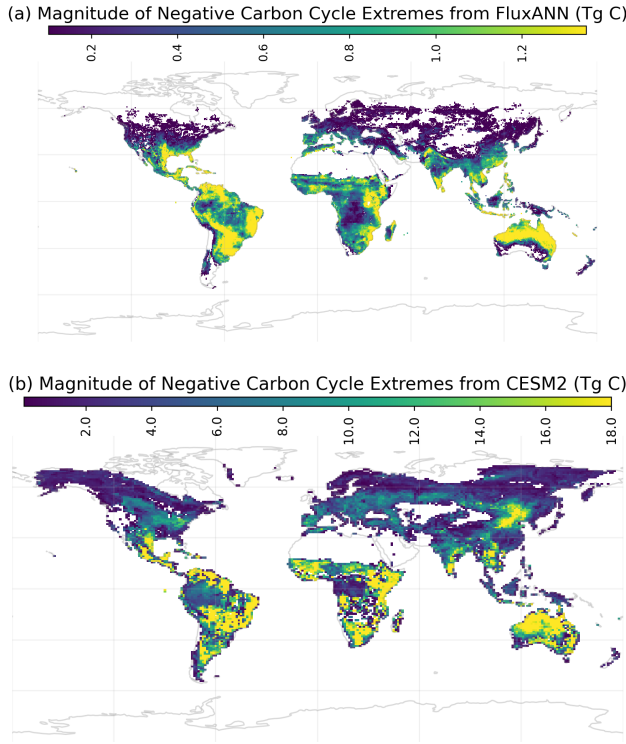 (a) Magnitude of Negative Carbon Cycle Extremes from FluxANN (Tg C)
0.2 0.4 0.6 0.8 1.0 1.2
(b) Magnitude of Negative Carbon Cycle Extremes from CESM2 (Tg C)
2.0 4.0 6.0 8.0 10.0 12.0 14.0 16.0 18.0